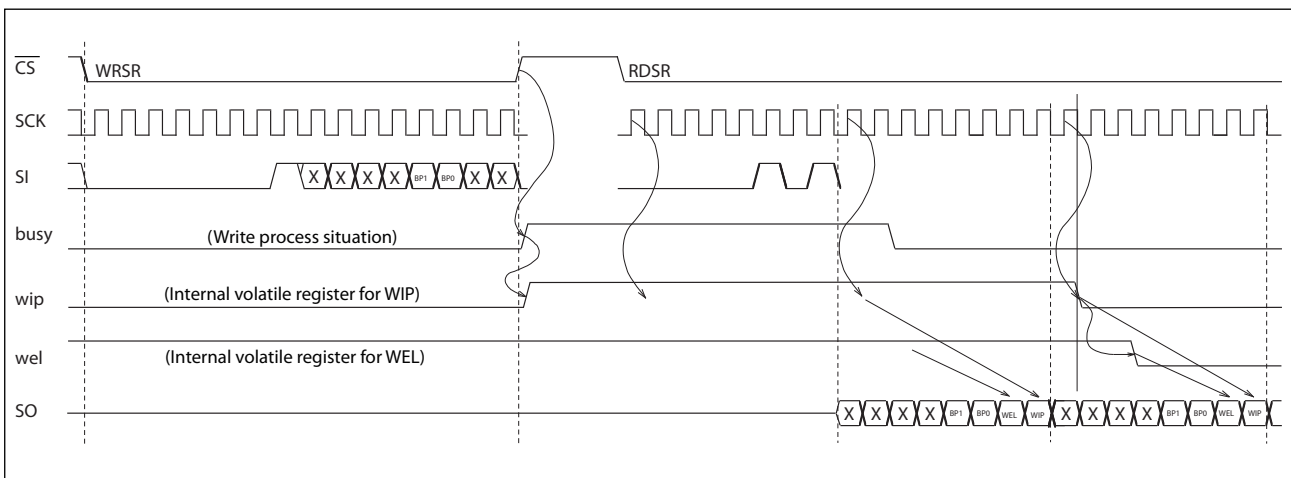 CS WRSR RDSR
SCK
SI X X X X BP1 BP0 X X
busy (Write process situation)
wip (Internal volatile register for WIP)
wel (Internal volatile register for WEL)
SO X X X X BP1 BP0 WEL WIP X X X X BP1 BP0 WEL WIP